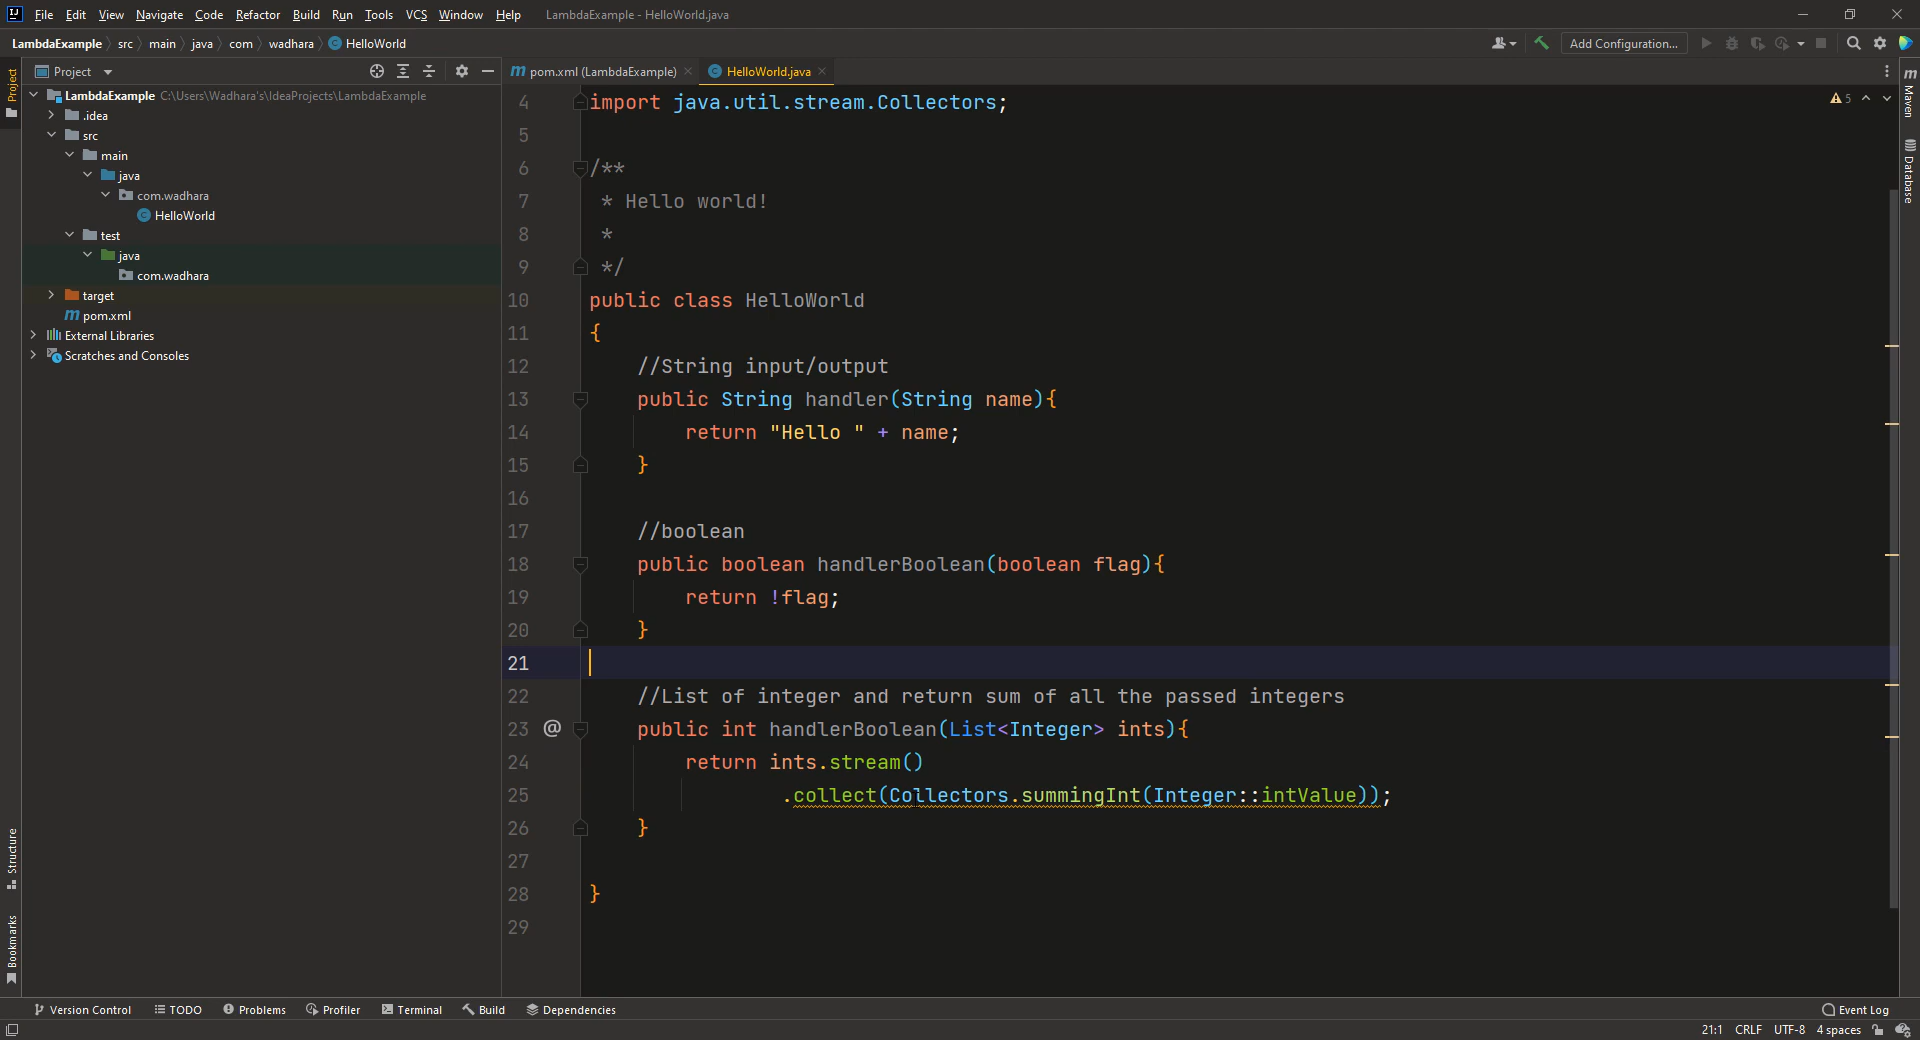 File Edit View Navigate Code Refactor Build Run Tools VCS Window Help LambdaExample - HelloWorld.java
LambdaExample src main java com wadhara HelloWorld Add Configuration...
Project
Project
pom.xml (LambdaExample)
HelloWorld.java
LambdaExample C:\Users\Wadhara's\IdeaProjects\LambdaExample
.idea
src
main
java
com.wadhara
HelloWorld
test
java
com.wadhara
target
pom.xml
External Libraries
Scratches and Consoles
4 import java.util.stream.Collectors;
5
6 /**
7 * Hello world!
8 *
9 */
10 public class HelloWorld
11 {
12 //String input/output
13 public String handler(String name){
14 return "Hello " + name;
15 }
16
17 //boolean
18 public boolean handlerBoolean(boolean flag){
19 return !flag;
20 }
21
22 //List of integer and return sum of all the passed integers
23 @ public int handlerBoolean(List<Integer> ints){
24 return ints.stream()
25 .collect(Collectors.summingInt(Integer::intValue));
26 }
27
28 }
29
5
Maven
Database
Structure
Bookmarks
Version Control TODO Problems Profiler Terminal Build Dependencies Event Log
21:1 CRLF UTF-8 4 spaces